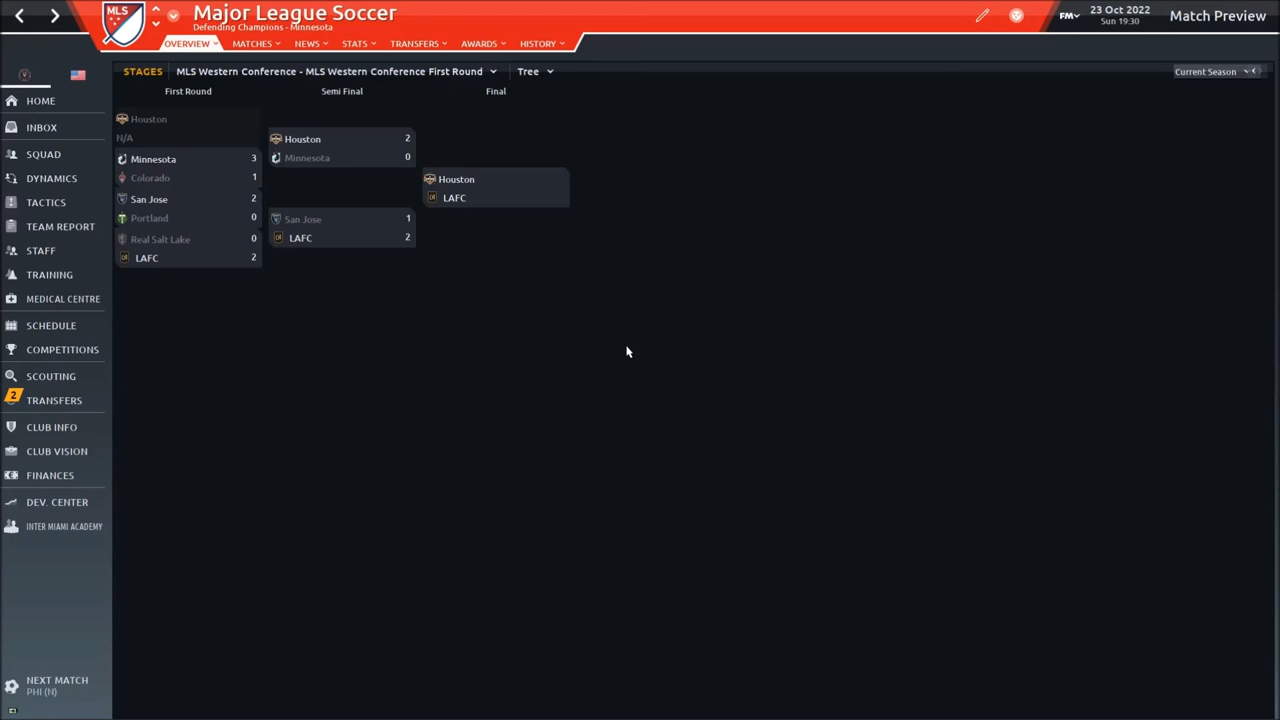 MLS
Major League Soccer
Defending Champions - Minnesota
FM
23 Oct 2022
Sun 19:30
Match Preview
OVERVIEW
MATCHES
NEWS
STATS
TRANSFERS
AWARDS
HISTORY
STAGES
MLS Western Conference - MLS Western Conference First Round
Tree
Current Season
First Round
Semi Final
Final
Houston
N/A
Minnesota 3
Colorado 1
San Jose 2
Portland 0
Real Salt Lake 0
LAFC 2
Houston 2
Minnesota 0
San Jose 1
LAFC 2
Houston
LAFC
HOME
INBOX
SQUAD
DYNAMICS
TACTICS
TEAM REPORT
STAFF
TRAINING
MEDICAL CENTRE
SCHEDULE
COMPETITIONS
SCOUTING
2
TRANSFERS
CLUB INFO
CLUB VISION
FINANCES
DEV. CENTER
INTER MIAMI ACADEMY
NEXT MATCH
PHI (N)